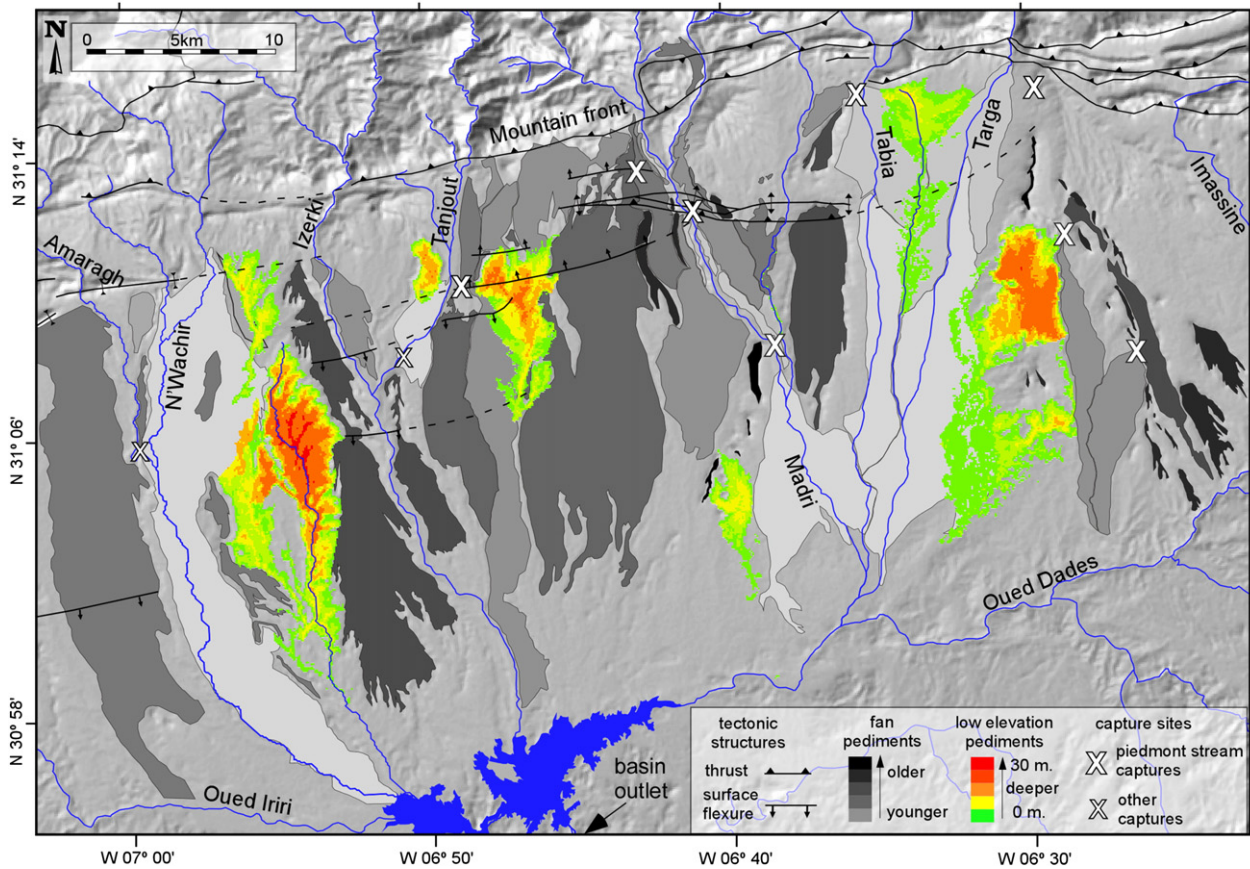 N
0 5km 10
Mountain front
Tabia
Targa
Imassine
N 31° 14
Tanjout
Izerki
Amaragh
N'Wachir
N 31° 06
Madri
Oued Dades
N 30° 58
Oued Iriri
basin
outlet
tectonic
structures
thrust
surface
flexure
fan
pediments
older
younger
low elevation
pediments
30 m.
deeper
0 m.
capture sites
X piedmont stream
captures
X other
captures
W 07° 00'
W 06° 50'
W 06° 40'
W 06° 30'